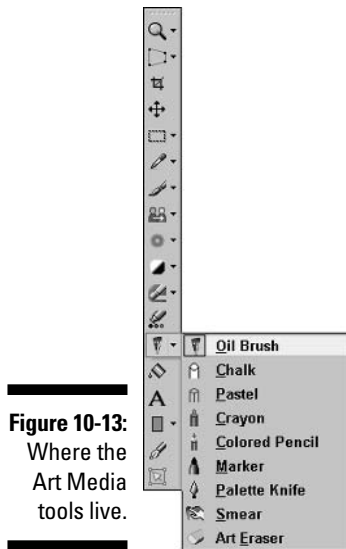 Oil Brush
Chalk
Pastel
Crayon
Colored Pencil
Marker
Palette Knife
Smear
Art Eraser
A
Figure 10-13:
Where the
Art Media
tools live.